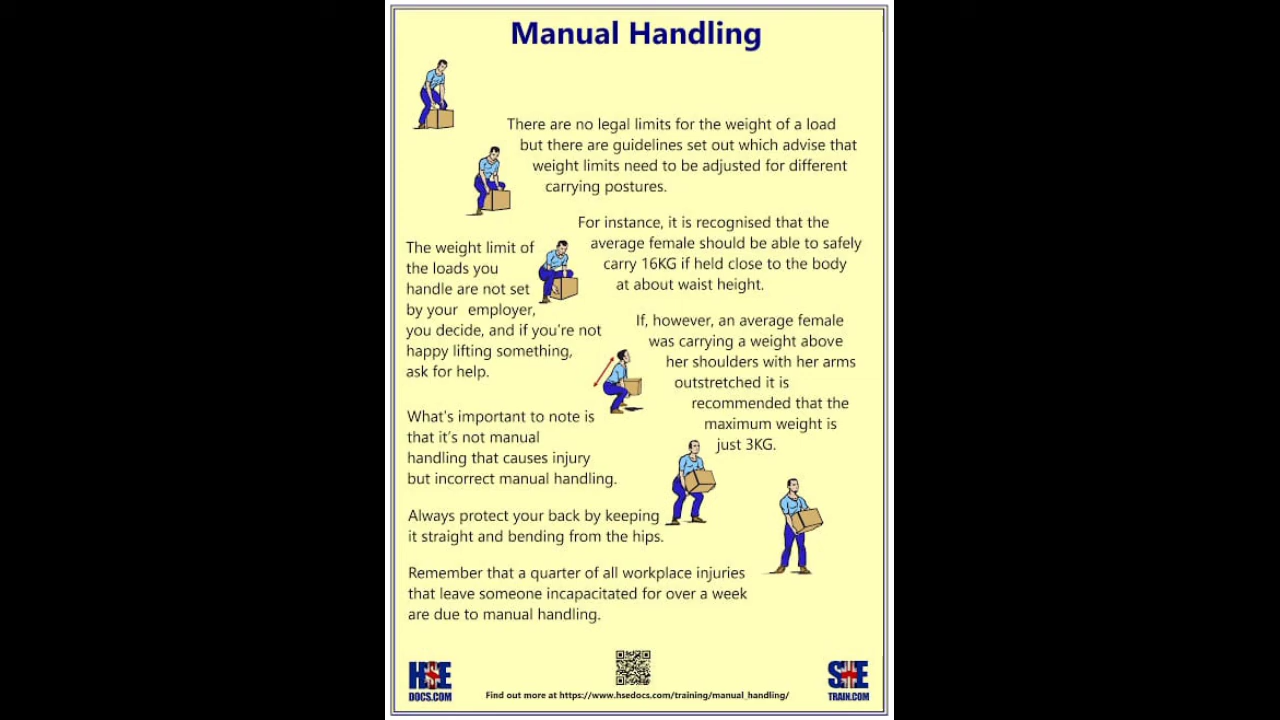 Manual Handling
There are no legal limits for the weight of a load
but there are guidelines set out which advise that
weight limits need to be adjusted for different
carrying postures.
For instance, it is recognised that the
average female should be able to safely
carry 16KG if held close to the body
at about waist height.
The weight limit of
the loads you
handle are not set
by your employer,
you decide, and if you're not
happy lifting something,
ask for help.
If, however, an average female
was carrying a weight above
her shoulders with her arms
outstretched it is
recommended that the
maximum weight is
just 3KG.
What's important to note is
that it's not manual
handling that causes injury
but incorrect manual handling.
Always protect your back by keeping
it straight and bending from the hips.
Remember that a quarter of all workplace injuries
that leave someone incapacitated for over a week
are due to manual handling.
HSE
DOCS.COM
SHE
TRAIN.COM
Find out more at https://www.hsedocs.com/training/manual_handling/